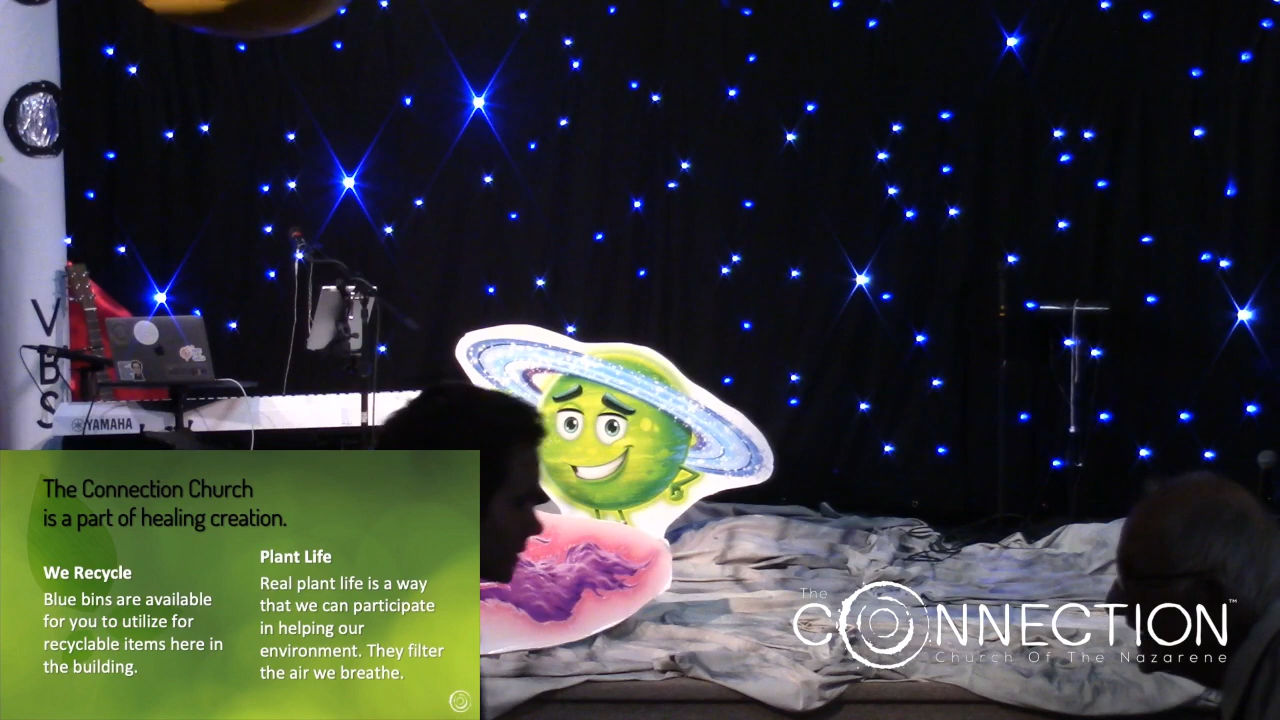 V
B
S
YAMAHA
The Connection Church
is a part of healing creation.
We Recycle
Blue bins are available
for you to utilize for
recyclable items here in
the building.
Plant Life
Real plant life is a way
that we can participate
in helping our
environment. They filter
the air we breathe.
The
CONNECTION™
Church Of The Nazarene